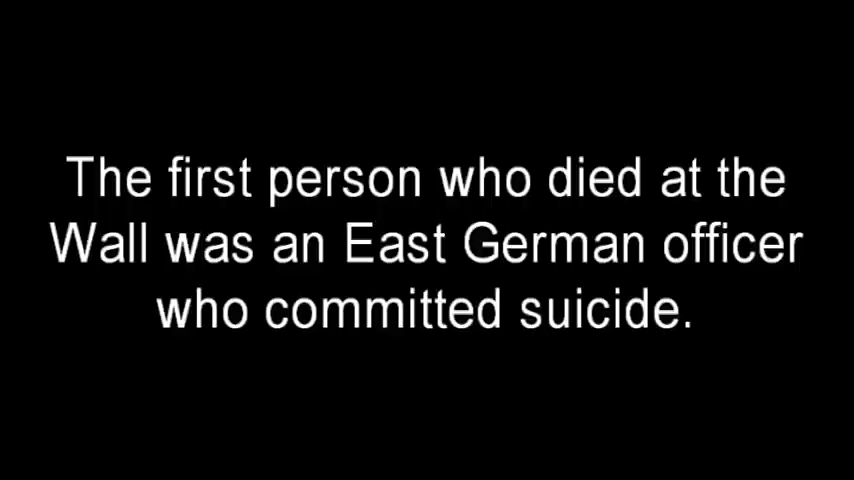 The first person who died at the
Wall was an East German officer
who committed suicide.